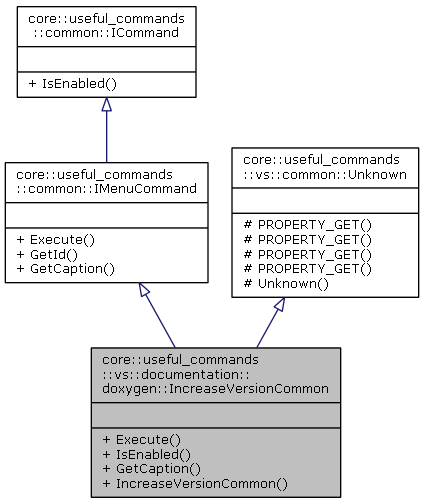 core::useful_commands
::common::ICommand
+ IsEnabled()
core::useful_commands
::common::IMenuCommand
+ Execute()
+ GetId()
+ GetCaption()
core::useful_commands
::vs::common::Unknown
# PROPERTY_GET()
# PROPERTY_GET()
# PROPERTY_GET()
# PROPERTY_GET()
# Unknown()
core::useful_commands
::vs::documentation::
doxygen::IncreaseVersionCommon
+ Execute()
+ IsEnabled()
+ GetCaption()
+ IncreaseVersionCommon()